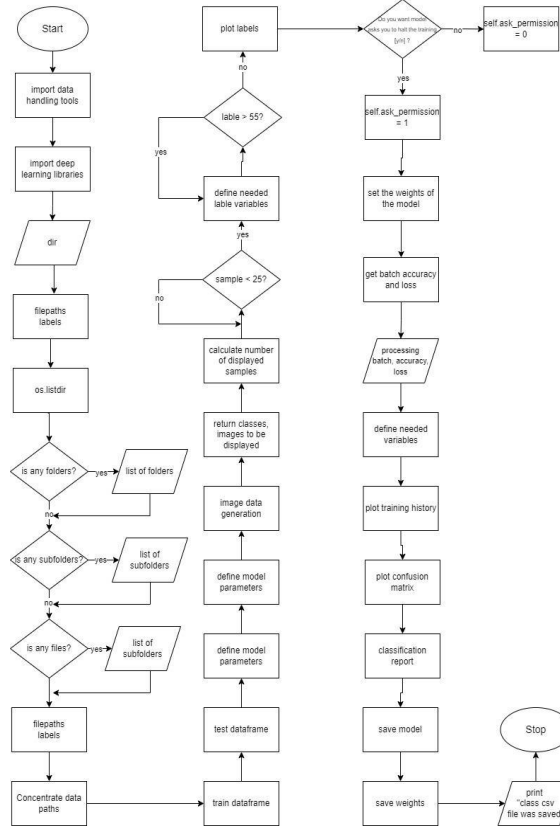 Start
import data
handling tools
import deep
learning libraries
dir
filepaths
labels
os.listdir
is any folders?
yes
list of folders
no
is any subfolders?
yes
list of
subfolders
no
is any files?
yes
list of
subfolders
filepaths
labels
Concentrate data
paths
train dataframe
test dataframe
define model
parameters
define model
parameters
image data
generation
return classes,
images to be
displayed
calculate number
of displayed
samples
sample < 25?
no
yes
define needed
lable variables
lable > 55?
yes
no
plot labels
Do you want model
asks you to halt the training
[y/n] ?
no
self.ask_permission
= 0
yes
self.ask_permission
= 1
set the weights of
the model
get batch accuracy
and loss
processing
batch, accuracy,
loss
define needed
variables
plot training history
plot confusion
matrix
classification
report
save model
save weights
print
"class csv
file was saved
Stop